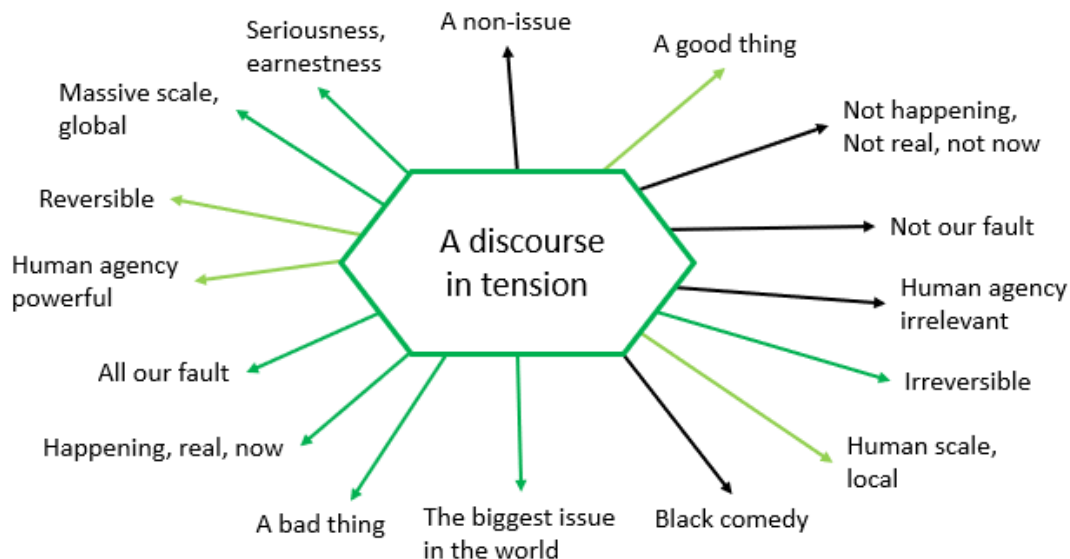 A non-issue
Seriousness,
earnestness
A good thing
Massive scale,
global
Not happening,
Not real, not now
Reversible
Not our fault
A discourse
in tension
Human agency
powerful
Human agency
irrelevant
All our fault
Irreversible
Happening, real, now
Human scale,
local
A bad thing
The biggest issue
in the world
Black comedy